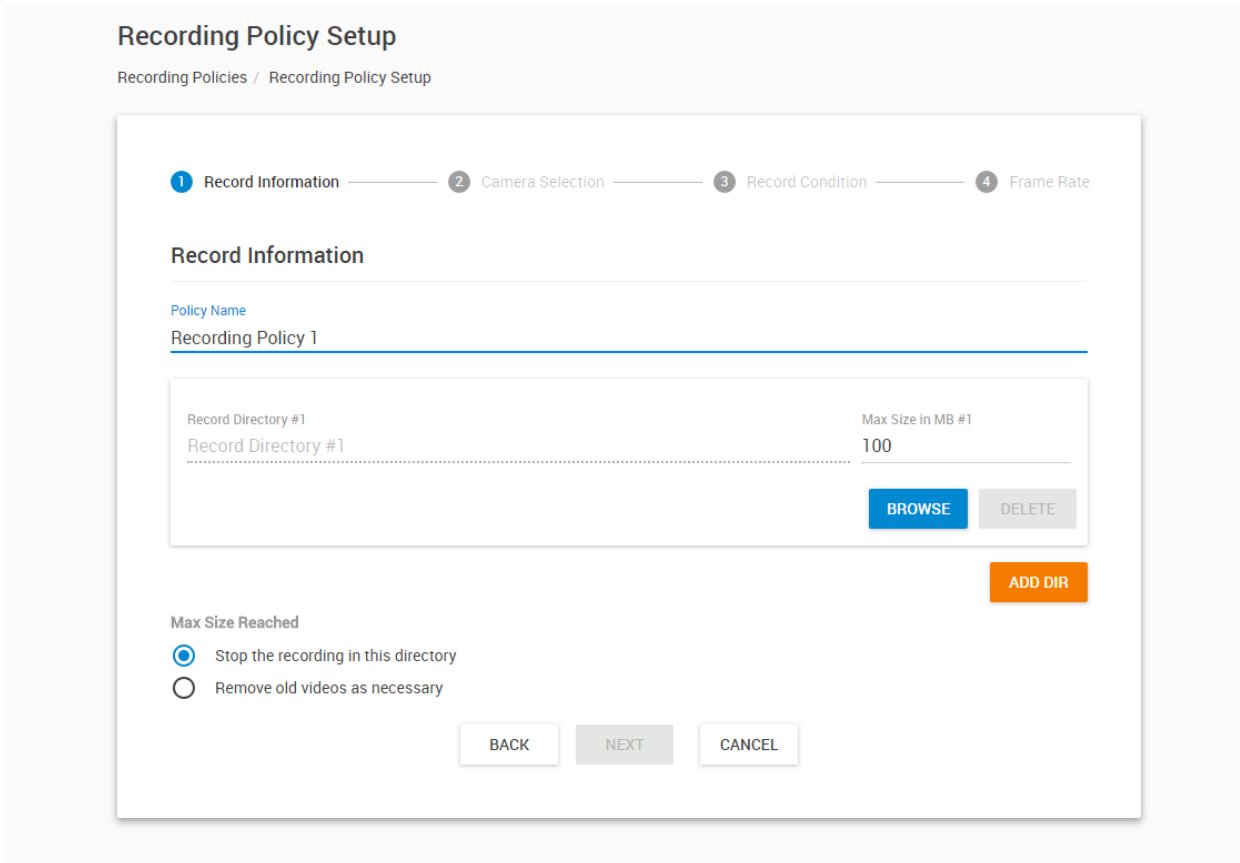 Recording Policy Setup
Recording Policies / Recording Policy Setup
1 Record Information 2 Camera Selection 3 Record Condition 4 Frame Rate
Record Information
Policy Name
Recording Policy 1
Record Directory #1 Max Size in MB #1
Record Directory #1 100
BROWSE DELETE
ADD DIR
Max Size Reached
Stop the recording in this directory
Remove old videos as necessary
BACK NEXT CANCEL